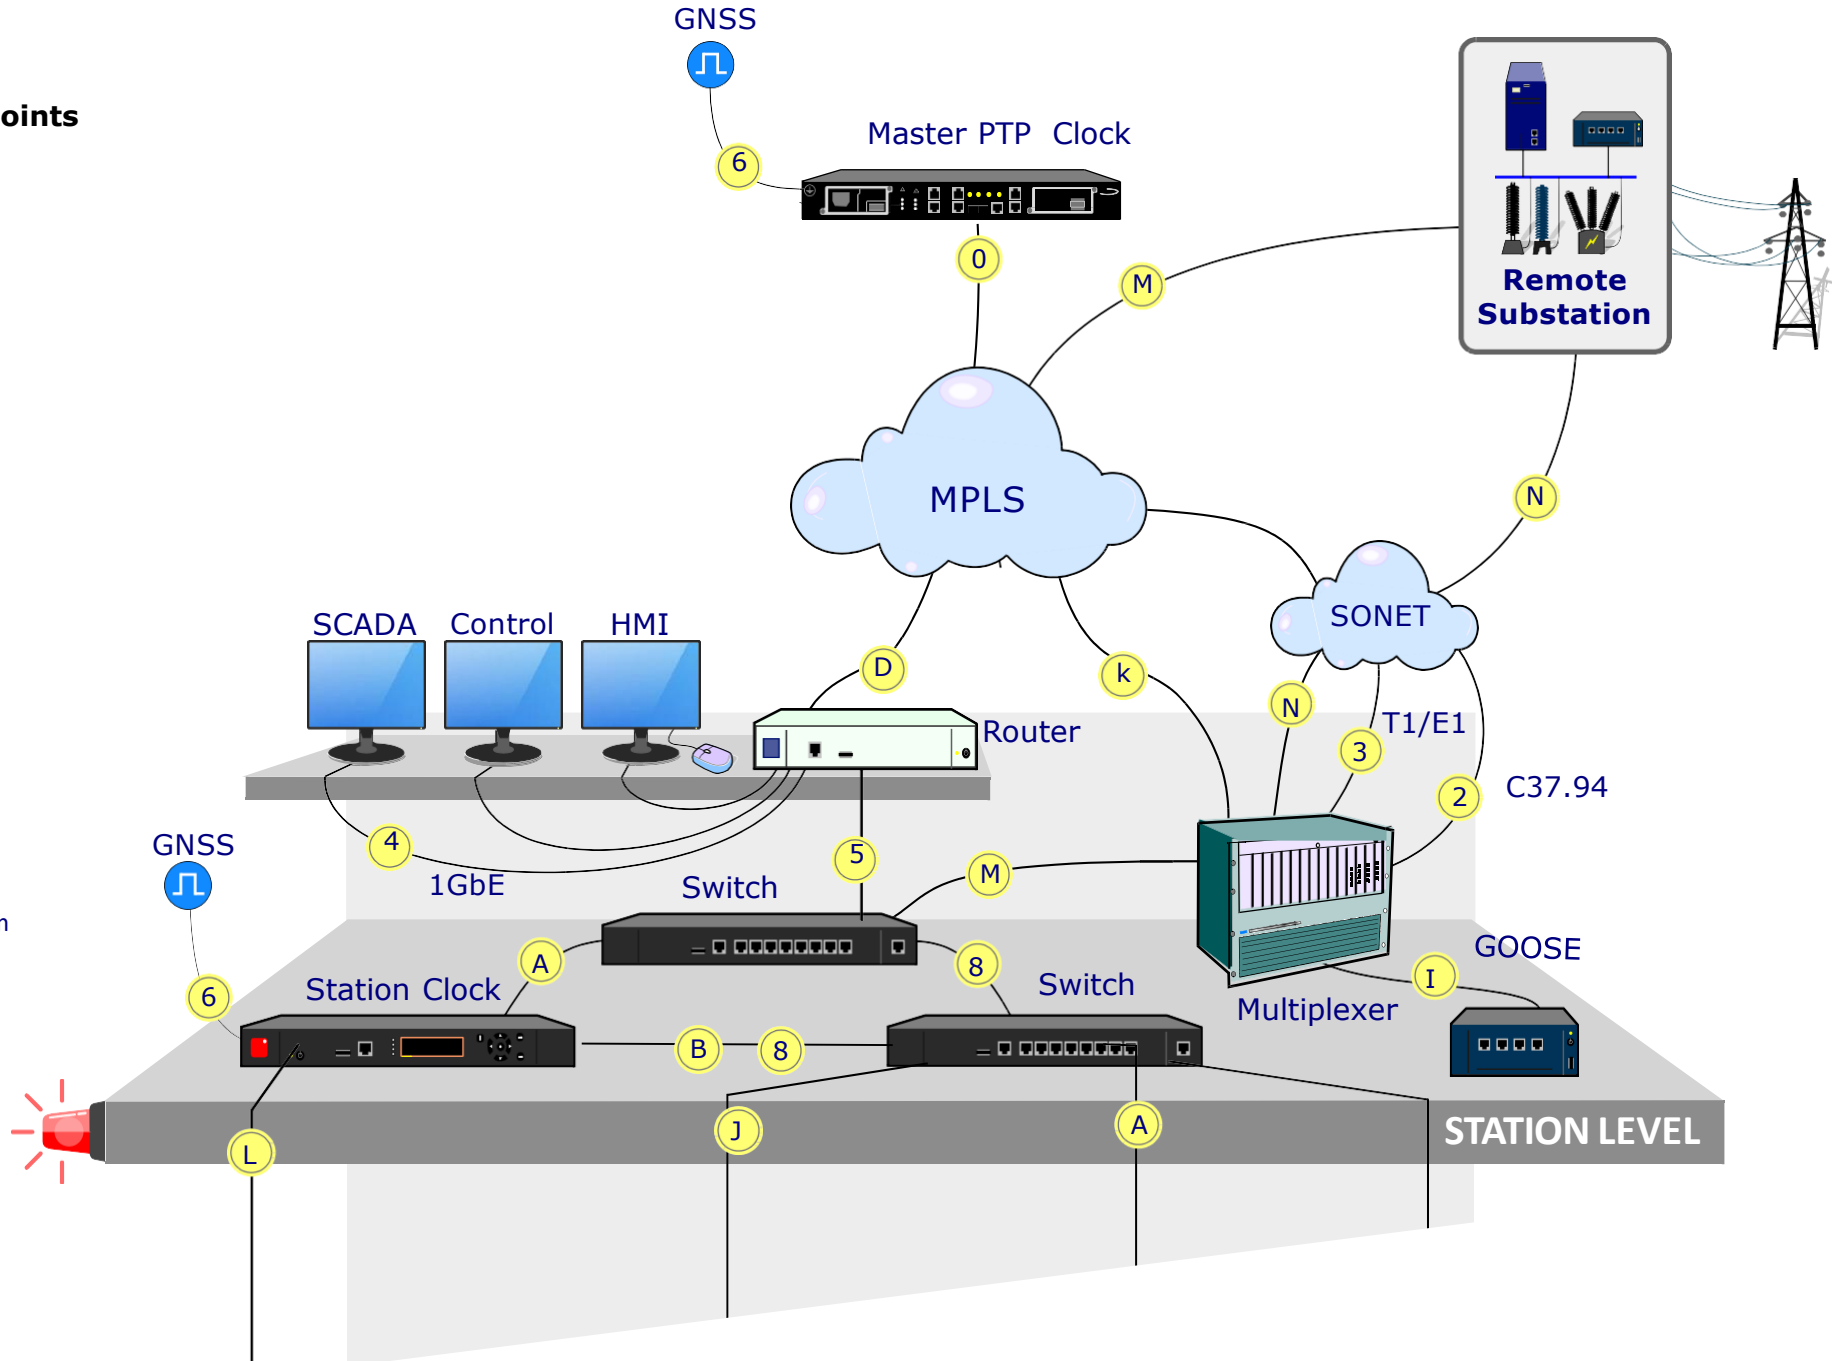 GNSS
oints
Master PTP Clock
6
0
M
Remote
Substation
MPLS
N
SONET
SCADA
Control
HMI
D
k
N
T1/E1
Router
3
2
C37.94
4
GNSS
5
1GbE
Switch
M
A
8
GOOSE
Station Clock
Switch
I
6
Multiplexer
B
8
J
A
STATION LEVEL
L